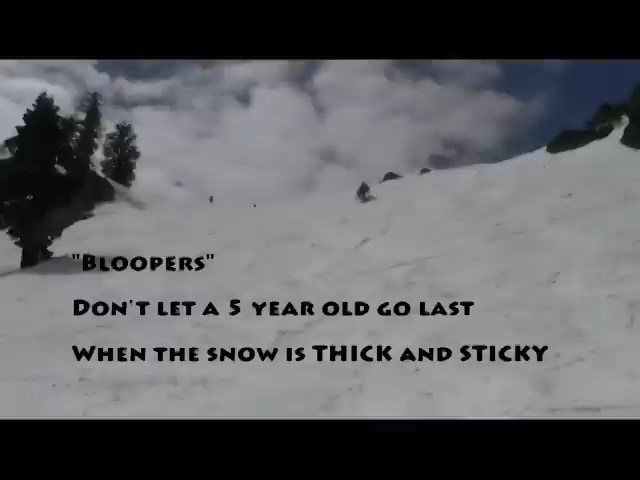 "Bloopers"
Don't let a 5 year old go last
When the snow is THICK and STICKY